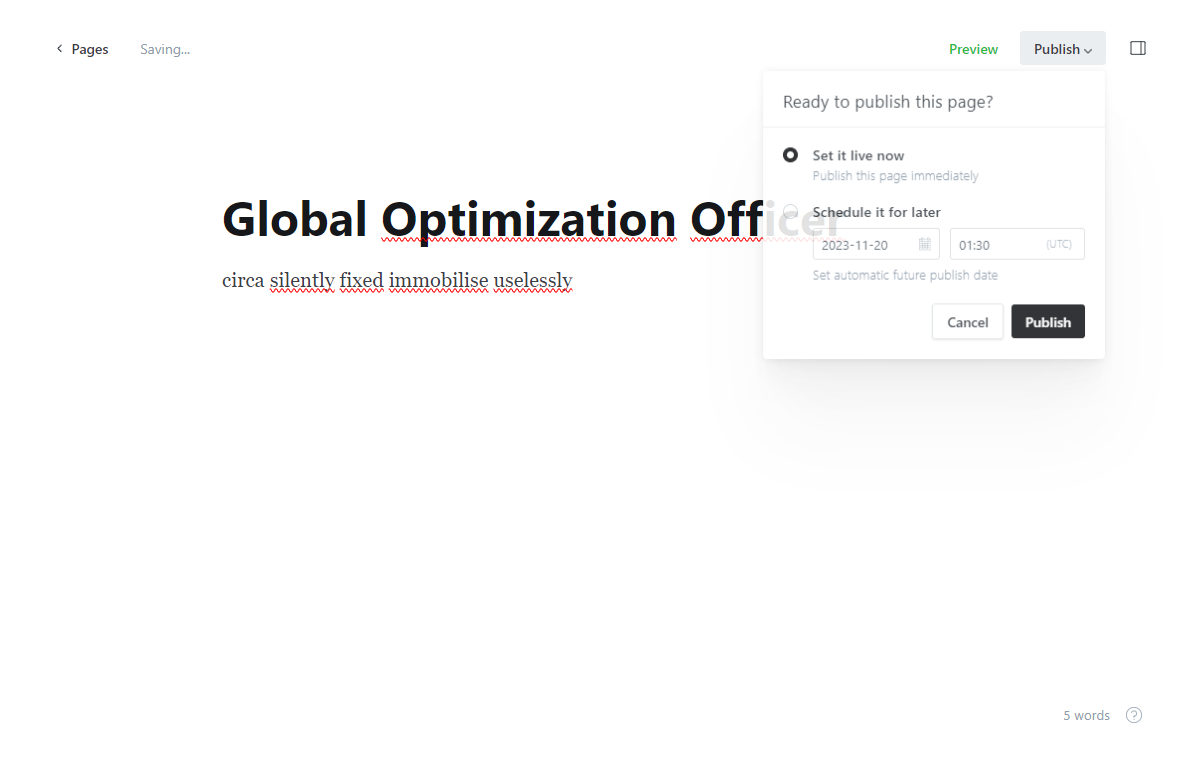 Pages
Saving...
Preview
Publish
Ready to publish this page?
Set it live now
Publish this page immediately
Global Optimization Officer
Schedule it for later
2023-11-20
01:30
(UTC)
circa silently fixed immobilise uselessly
Set automatic future publish date
Cancel
Publish
5 words
?